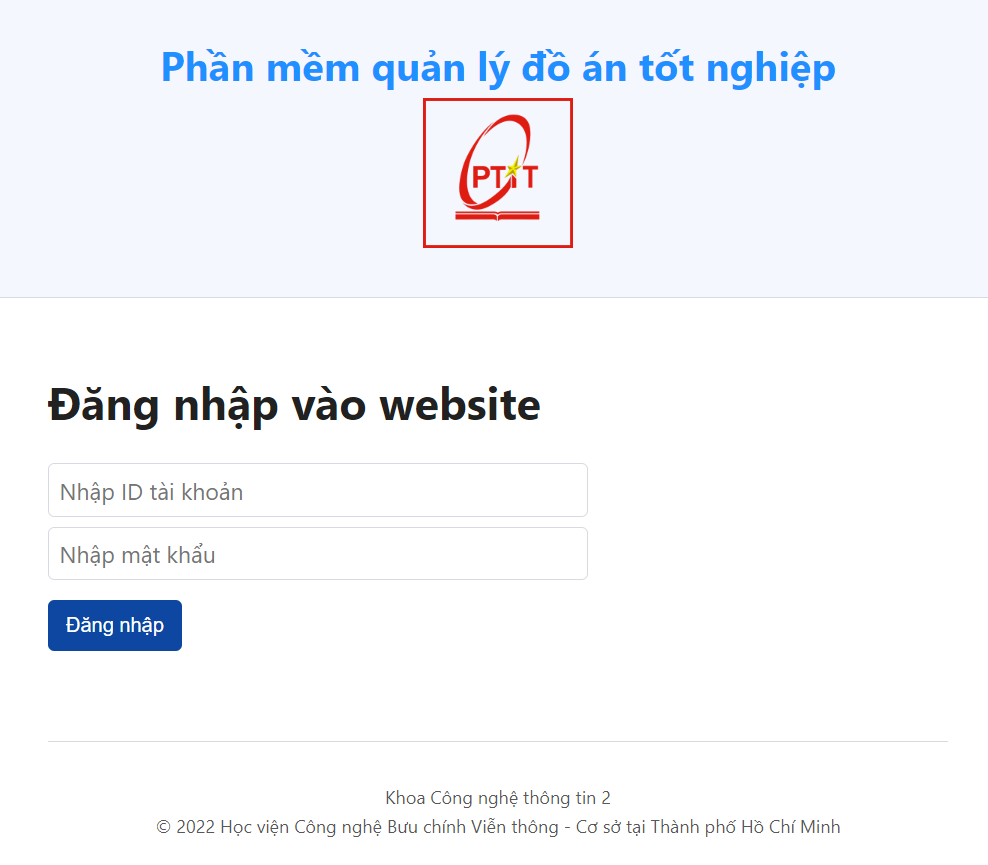 Phần mềm quản lý đồ án tốt nghiệp
PTIT
Đăng nhập vào website
Nhập ID tài khoản
Nhập mật khẩu
Đăng nhập
Khoa Công nghệ thông tin 2
© 2022 Học viện Công nghệ Bưu chính Viễn thông - Cơ sở tại Thành phố Hồ Chí Minh